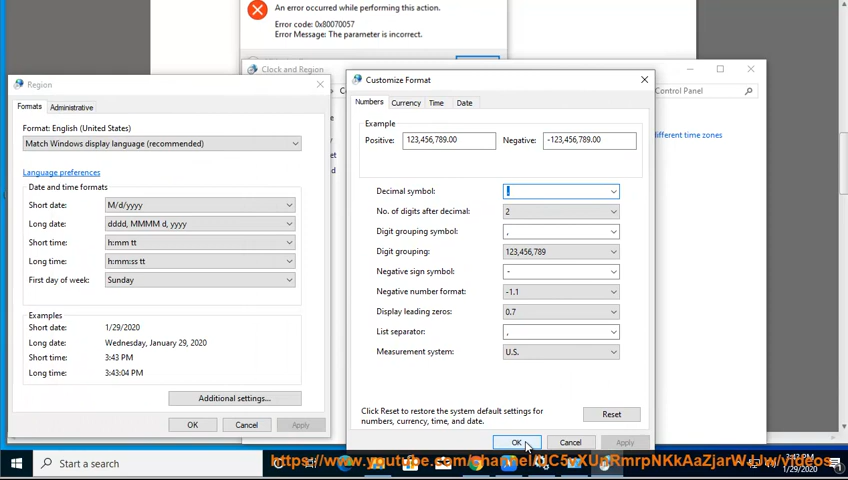 An error occurred while performing this action.
Error code: 0x80070057
Error Message: The parameter is incorrect.
Clock and Region
Control Panel
different time zones
Region
Formats
Administrative
Format: English (United States)
Match Windows display language (recommended)
Language preferences
Date and time formats
Short date: M/d/yyyy
Long date: dddd, MMMM d, yyyy
Short time: h:mm tt
Long time: h:mm:ss tt
First day of week: Sunday
Examples
Short date: 1/29/2020
Long date: Wednesday, January 29, 2020
Short time: 3:43 PM
Long time: 3:43:04 PM
Additional settings...
OK
Cancel
Apply
Customize Format
Numbers
Currency
Time
Date
Example
Positive: 123,456,789.00
Negative: -123,456,789.00
Decimal symbol: .
No. of digits after decimal: 2
Digit grouping symbol: ,
Digit grouping: 123,456,789
Negative sign symbol: -
Negative number format: -1.1
Display leading zeros: 0.7
List separator: ,
Measurement system: U.S.
Click Reset to restore the system default settings for
numbers, currency, time, and date.
Reset
OK
Cancel
Apply
Start a search
1/29/2020